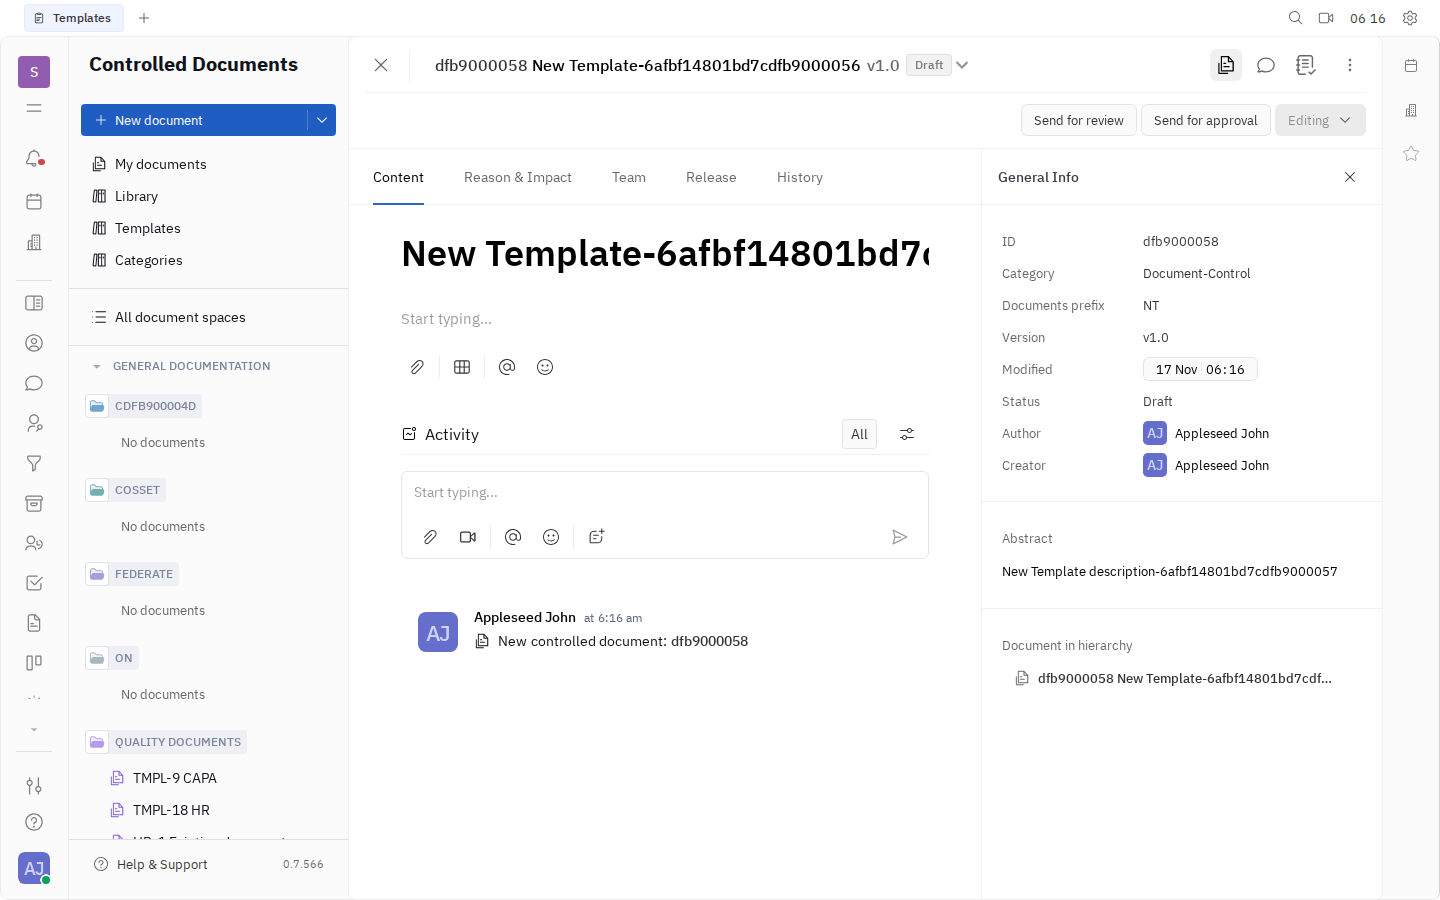 Templates
06 16
S
Controlled Documents
New document
My documents
Library
Templates
Categories
All document spaces
GENERAL DOCUMENTATION
CDFB900004D
No documents
COSSET
No documents
FEDERATE
No documents
ON
No documents
QUALITY DOCUMENTS
TMPL-9 CAPA
TMPL-18 HR
Help & Support
0.7.566
AJ
dfb9000058 New Template-6afbf14801bd7cdfb9000056 v1.0 Draft
Send for review
Send for approval
Editing
Content
Reason & Impact
Team
Release
History
New Template-6afbf14801bd7c
Start typing...
Activity
All
Start typing...
AJ
Appleseed John at 6:16 am
New controlled document: dfb9000058
General Info
ID dfb9000058
Category Document-Control
Documents prefix NT
Version v1.0
Modified 17 Nov 06:16
Status Draft
Author AJ Appleseed John
Creator AJ Appleseed John
Abstract
New Template description-6afbf14801bd7cdfb9000057
Document in hierarchy
dfb9000058 New Template-6afbf14801bd7cdf...